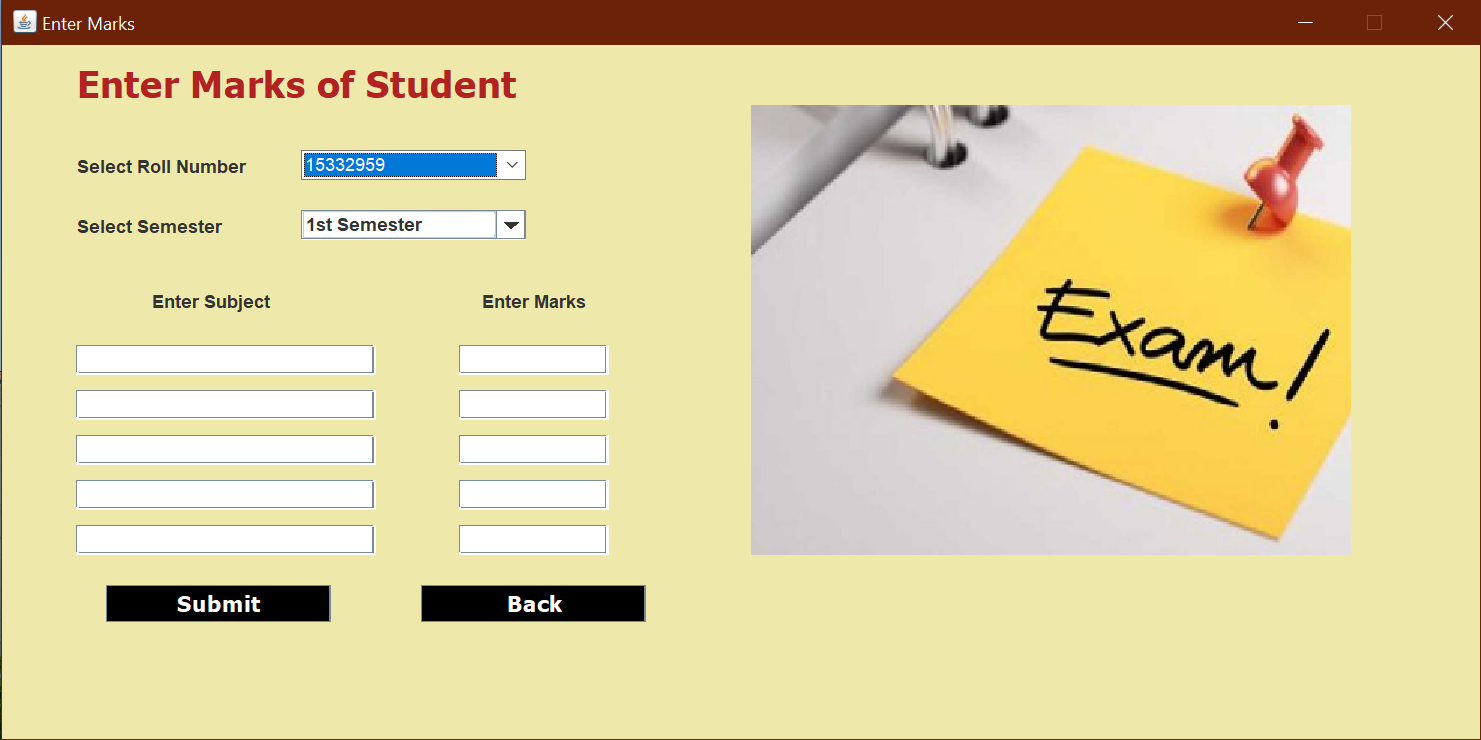 Enter Marks
Enter Marks of Student
Select Roll Number 15332959
Select Semester 1st Semester
Enter Subject Enter Marks
Submit Back
Exam!